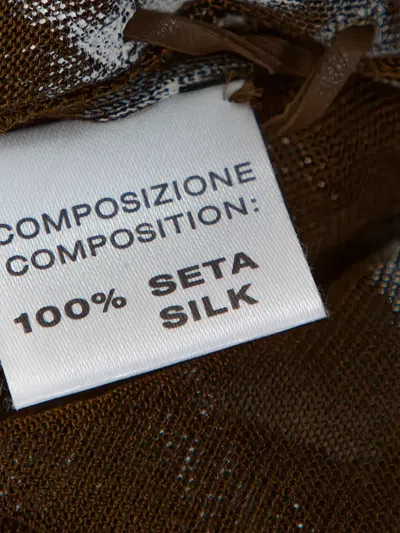 COMPOSIZIONE
COMPOSITION:
100% SETA
SILK